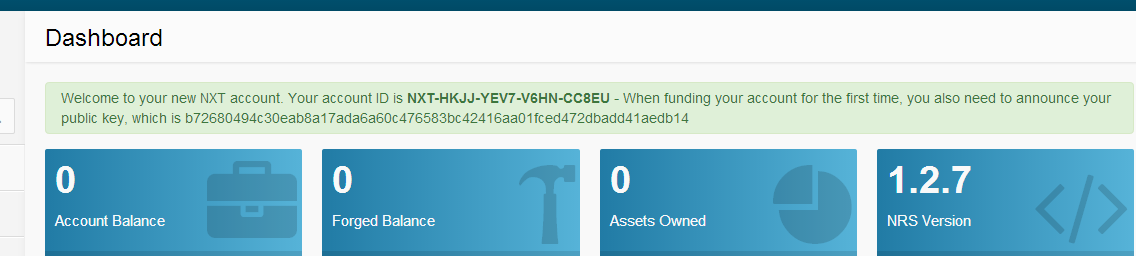 Dashboard
Welcome to your new NXT account. Your account ID is NXT-HKJJ-YEV7-V6HN-CC8EU - When funding your account for the first time, you also need to announce your
public key, which is b72680494c30eab8a17ada6a60c476583bc42416aa01fced472dbadd41aedb14
0
Account Balance
0
Forged Balance
0
Assets Owned
1.2.7
NRS Version